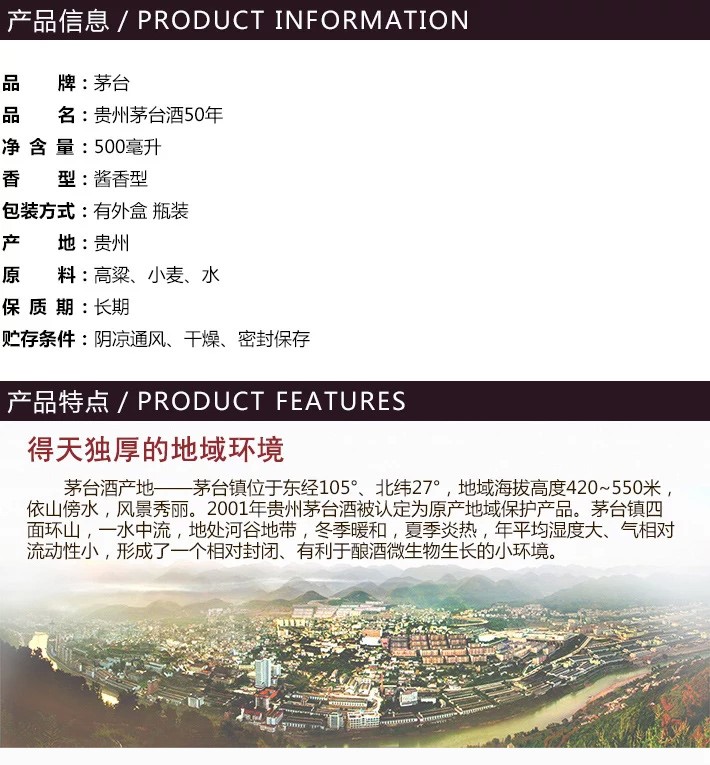 产品信息 / PRODUCT INFORMATION
品 牌：茅台
品 名：贵州茅台酒50年
净 含 量：500毫升
香 型：酱香型
包装方式：有外盒 瓶装
产 地：贵州
原 料：高粱、小麦、水
保 质 期：长期
贮存条件：阴凉通风、干燥、密封保存
产品特点 / PRODUCT FEATURES
得天独厚的地域环境
茅台酒产地——茅台镇位于东经105°、北纬27°，地域海拔高度420~550米，
依山傍水，风景秀丽。2001年贵州茅台酒被认定为原产地域保护产品。茅台镇四
面环山，一水中流，地处河谷地带，冬季暖和，夏季炎热，年平均湿度大、气相对
流动性小，形成了一个相对封闭、有利于酿酒微生物生长的小环境。